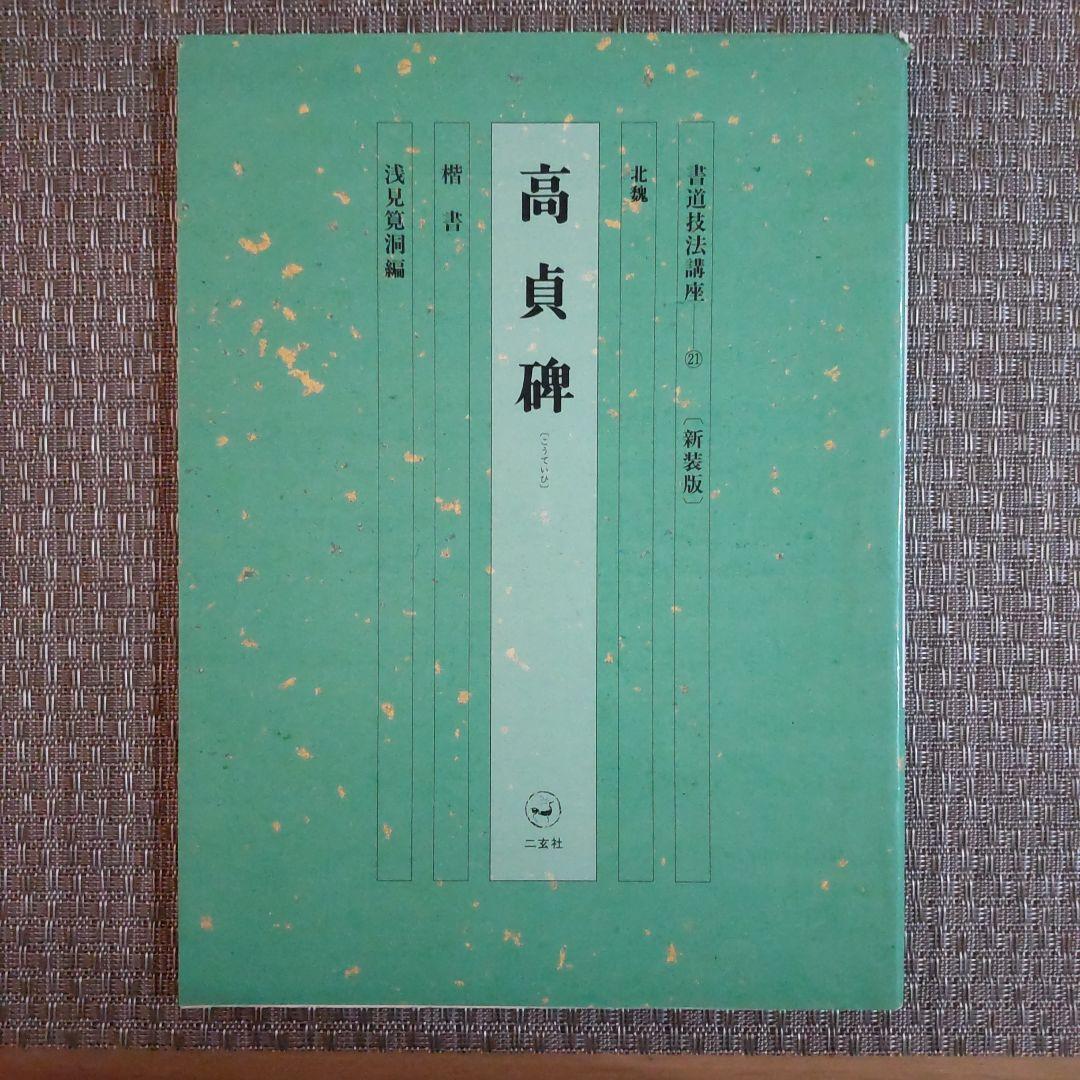 書道技法講座 ㉑ 〔新装版〕
北魏
高貞碑
〔こうていひ〕
二玄社
楷書
浅見筧洞編